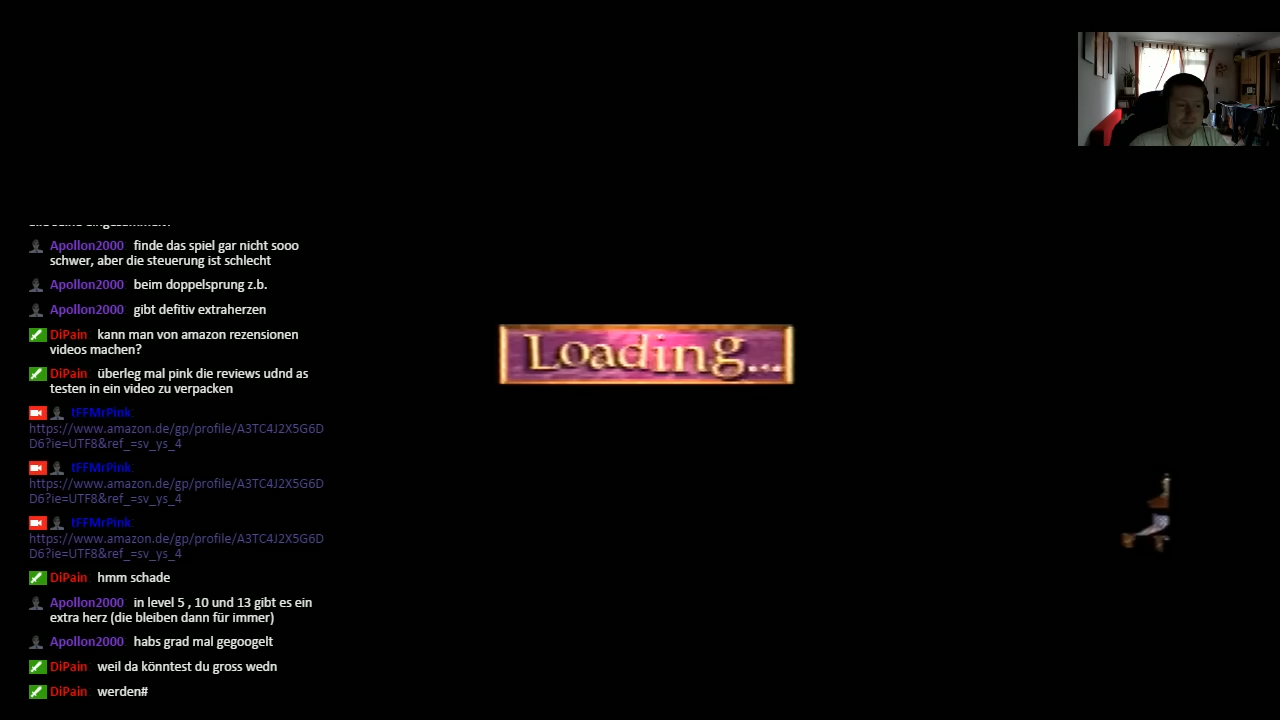 Apollon2000 finde das spiel gar nicht sooo
schwer, aber die steuerung ist schlecht
Apollon2000 beim doppelsprung z.b.
Apollon2000 gibt defitiv extraherzen
DiPain kann man von amazon rezensionen
videos machen?
DiPain überleg mal pink die reviews udnd as
testen in ein video zu verpacken
tFFMrPink:
https://www.amazon.de/gp/profile/A3TC4J2X5G6D
D6?ie=UTF8&ref_=sv_ys_4
tFFMrPink:
https://www.amazon.de/gp/profile/A3TC4J2X5G6D
D6?ie=UTF8&ref_=sv_ys_4
tFFMrPink:
https://www.amazon.de/gp/profile/A3TC4J2X5G6D
D6?ie=UTF8&ref_=sv_ys_4
DiPain hmm schade
Apollon2000 in level 5 , 10 und 13 gibt es ein
extra herz (die bleiben dann für immer)
Apollon2000 habs grad mal gegoogelt
DiPain weil da könntest du gross wedn
DiPain werden#
Loading...